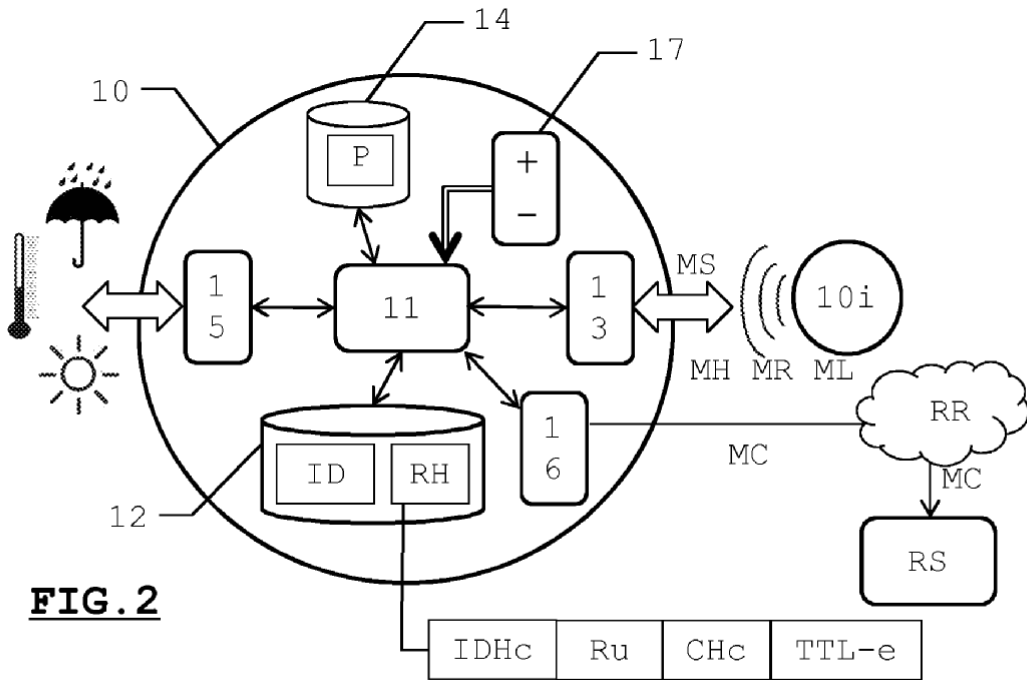 14
17
10
P
+
-
1
5
11
1
3
MS
10i
MH MR ML
RR
1
6
MC
MC
ID
RH
12
RS
FIG.2
IDHc Ru CHc TTL-e